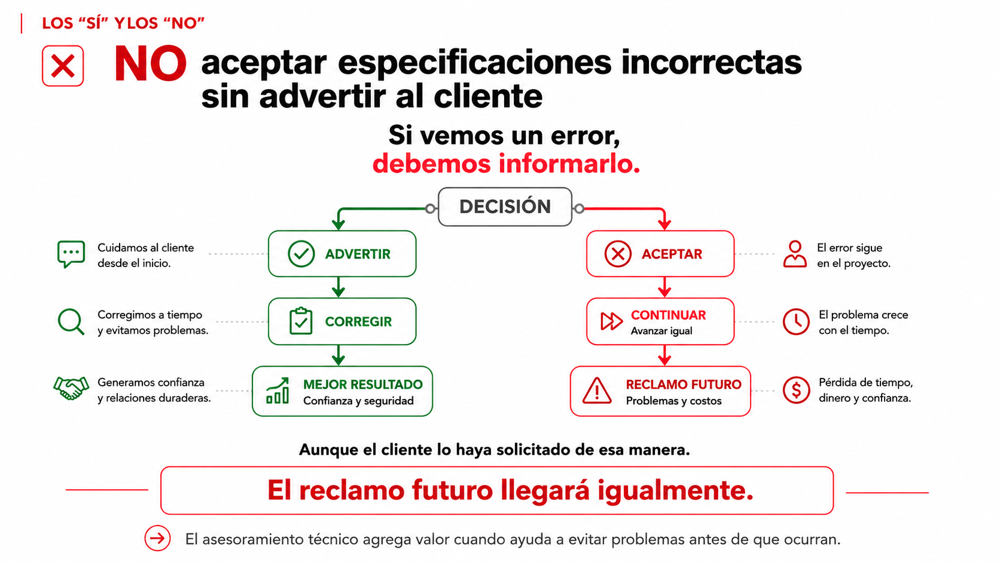 LOS “SÍ” Y LOS “NO”
NO aceptar especificaciones incorrectas
sin advertir al cliente
Si vemos un error,
debemos informarlo.
DECISIÓN
Cuidamos al cliente
desde el inicio.
ADVERTIR
ACEPTAR
El error sigue
en el proyecto.
Corregimos a tiempo
y evitamos problemas.
CORREGIR
CONTINUAR
Avanzar igual
El problema crece
con el tiempo.
Generamos confianza
y relaciones duraderas.
MEJOR RESULTADO
Confianza y seguridad
RECLAMO FUTURO
Problemas y costos
$
Pérdida de tiempo,
dinero y confianza.
Aunque el cliente lo haya solicitado de esa manera.
El reclamo futuro llegará igualmente.
El asesoramiento técnico agrega valor cuando ayuda a evitar problemas antes de que ocurran.